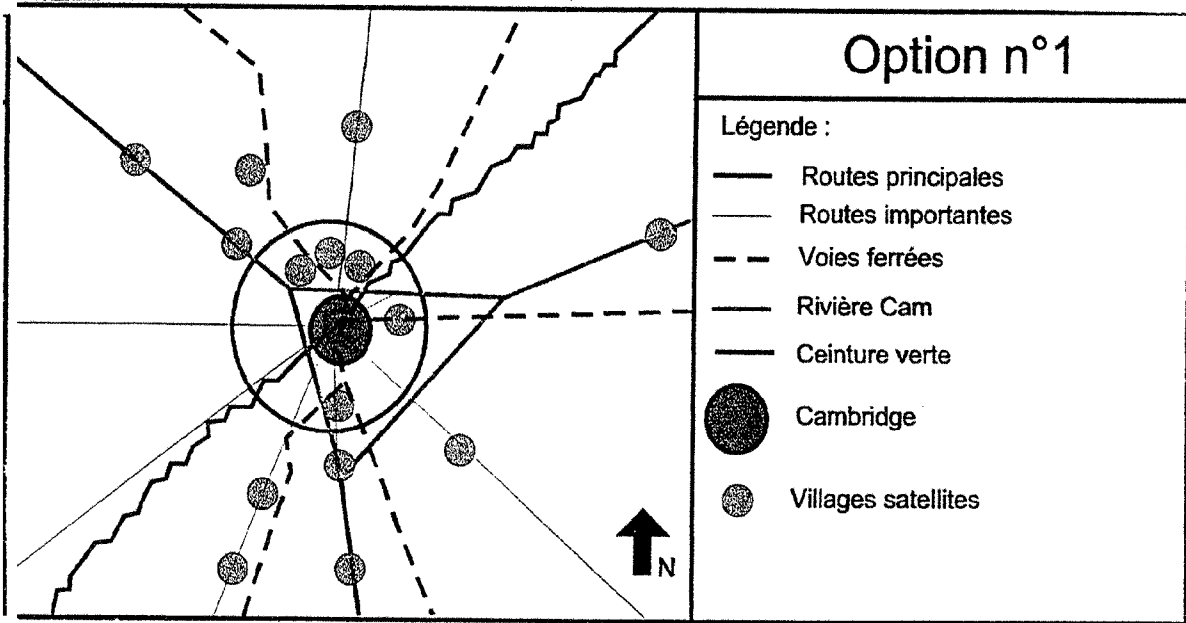 Option n°1
Légende :
Routes principales
Routes importantes
Voies ferrées
Rivière Cam
Ceinture verte
Cambridge
Villages satellites
N